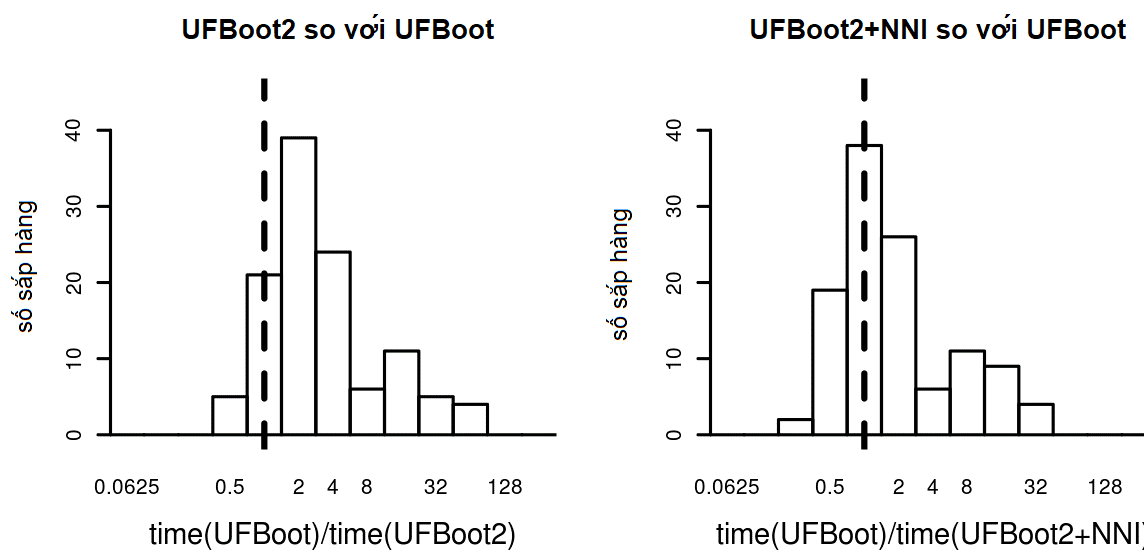 UFBoot2 so với UFBoot
số sắp hàng
40
30
20
10
0
0.0625 0.5 2 4 8 32 128
time(UFBoot)/time(UFBoot2)
UFBoot2+NNI so với UFBoot
số sắp hàng
40
30
20
10
0
0.0625 0.5 2 4 8 32 128
time(UFBoot)/time(UFBoot2+NNI)